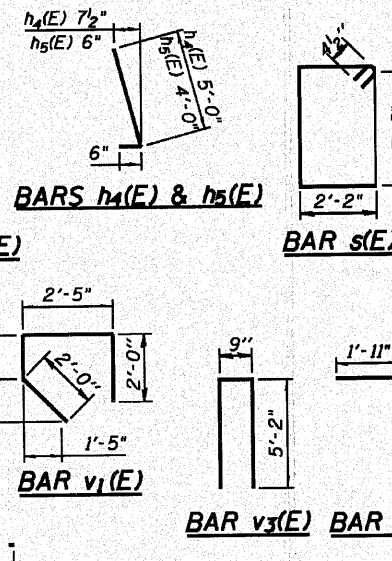 h4(E) 7½"
h5(E) 6"
h4(E) 5'-0"
h5(E) 4'-0"
6"
BARS h4(E) & h5(E)
4½"
2'-2"
BAR s(E)
E)
2'-5"
2'-0"
2'-0"
1'-5"
BAR v1(E)
9"
5'-2"
BAR v3(E)
1'-11"
BAR